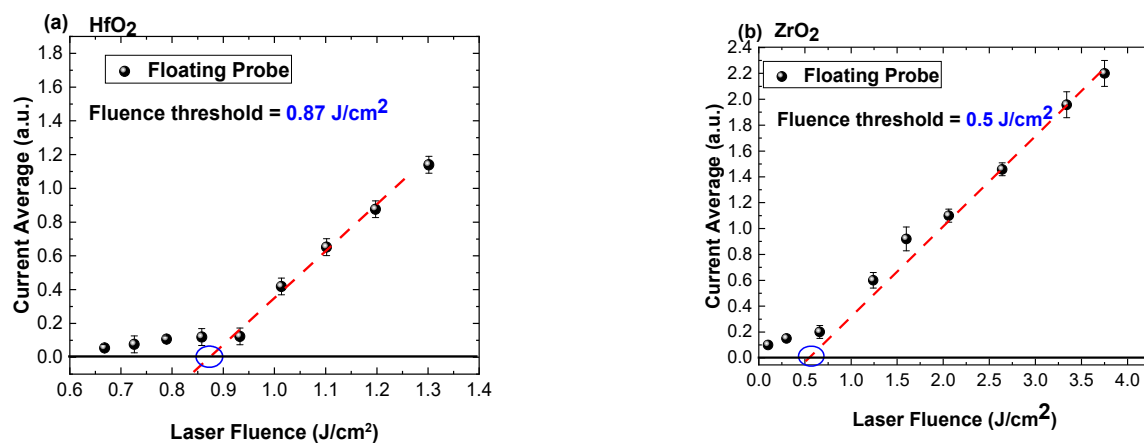 (a) HfO₂
Floating Probe
Fluence threshold = 0.87 J/cm²
Current Average (a.u.)
1.8
1.6
1.4
1.2
1.0
0.8
0.6
0.4
0.2
0.0
0.6 0.7 0.8 0.9 1.0 1.1 1.2 1.3 1.4
Laser Fluence (J/cm²)
(b) ZrO₂
Floating Probe
Fluence threshold = 0.5 J/cm²
Current Average (a.u.)
2.4
2.2
2.0
1.8
1.6
1.4
1.2
1.0
0.8
0.6
0.4
0.2
0.0
0.0 0.5 1.0 1.5 2.0 2.5 3.0 3.5 4.0
Laser Fluence (J/cm²)